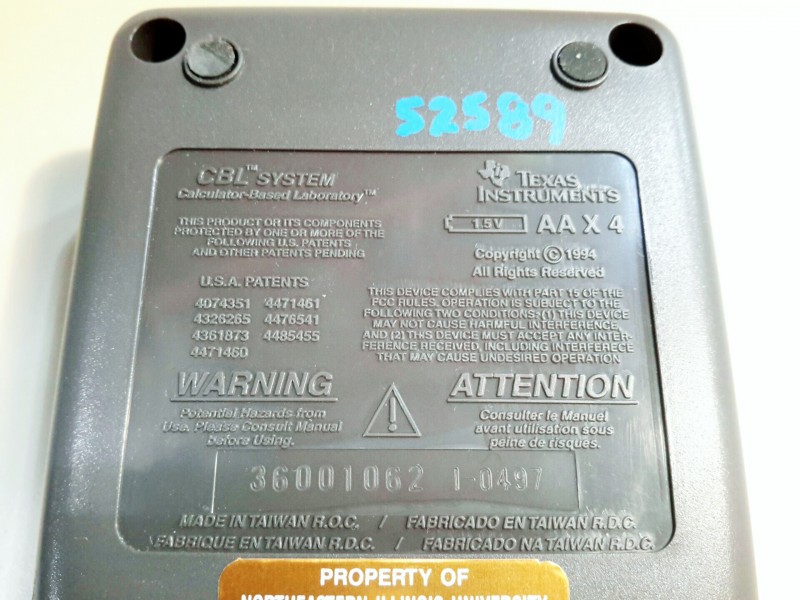 52589
CBL™ SYSTEM
Calculator-Based Laboratory™
THIS PRODUCT OR ITS COMPONENTS
PROTECTED BY ONE OR MORE OF THE
FOLLOWING U.S. PATENTS
AND OTHER PATENTS PENDING
U.S.A. PATENTS
4074351 4471461
4326265 4476541
4361873 4485455
4471460
TEXAS
INSTRUMENTS
1.5V AA X 4
Copyright © 1994
All Rights Reserved
THIS DEVICE COMPLIES WITH PART 15 OF THE
FCC RULES. OPERATION IS SUBJECT TO THE
FOLLOWING TWO CONDITIONS: (1) THIS DEVICE
MAY NOT CAUSE HARMFUL INTERFERENCE,
AND (2) THIS DEVICE MUST ACCEPT ANY INTER-
FERENCE RECEIVED, INCLUDING INTERFERECE
THAT MAY CAUSE UNDESIRED OPERATION
WARNING
Potential Hazards from
Use. Please Consult Manual
before Using.
ATTENTION
Consulter le Manuel
avant utilisation sous
peine de risques.
36001062 I-0497
MADE IN TAIWAN R.O.C. / FABRICADO EN TAIWAN R.D.C.
FABRIQUE EN TAIWAN R.D.C. / FABRICADO NA TAIWAN R.D.C.
PROPERTY OF
NORTHEASTERN ILLINOIS UNIVERSITY